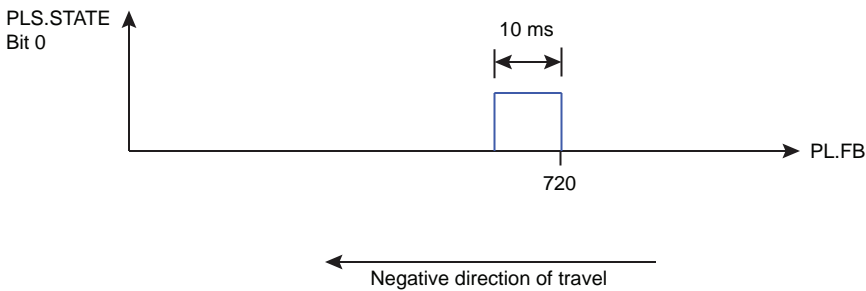 PLS.STATE
Bit 0
10 ms
PL.FB
720
Negative direction of travel